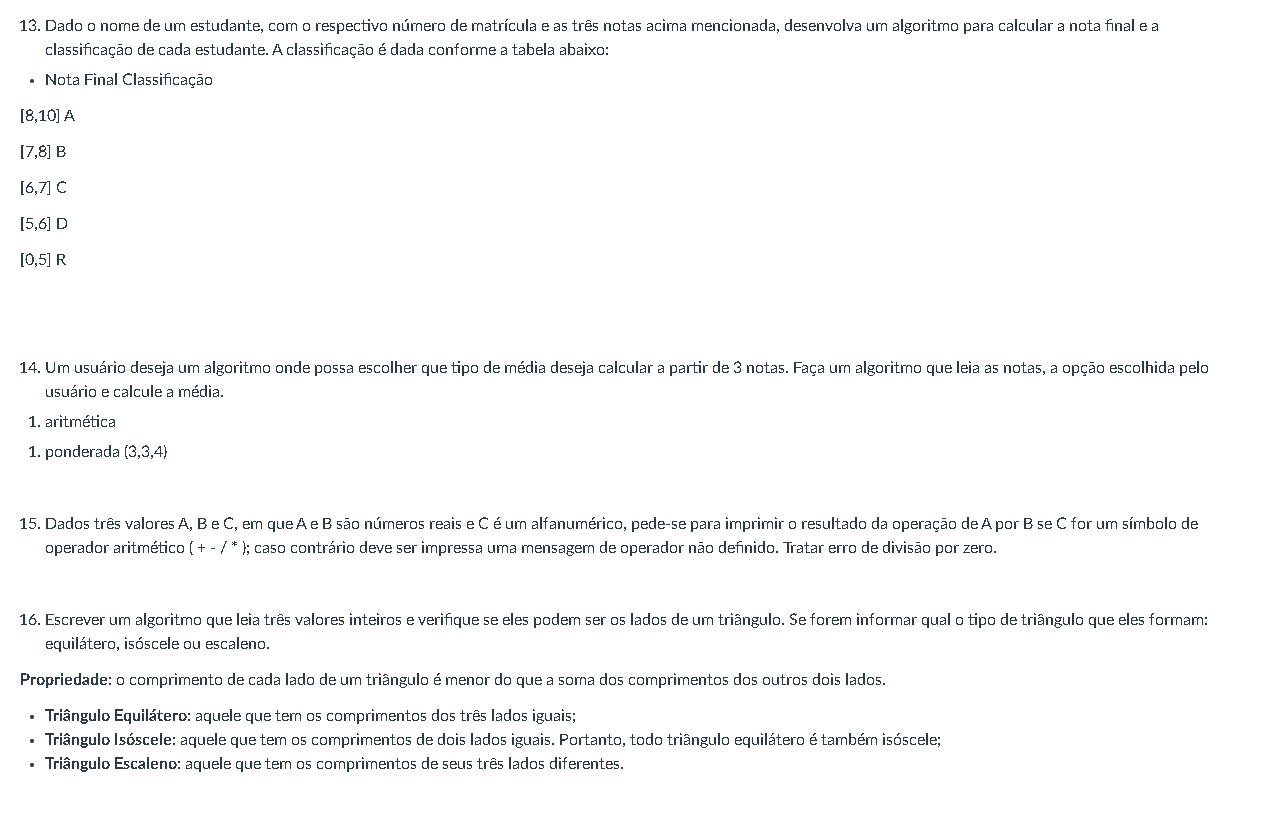 13. Dado o nome de um estudante, com o respectivo número de matrícula e as três notas acima mencionada, desenvolva um algoritmo para calcular a nota final e a
classificação de cada estudante. A classificação é dada conforme a tabela abaixo:
• Nota Final Classificação
[8,10] A
[7,8] B
[6,7] C
[5,6] D
[0,5] R
14. Um usuário deseja um algoritmo onde possa escolher que tipo de média deseja calcular a partir de 3 notas. Faça um algoritmo que leia as notas, a opção escolhida pelo
usuário e calcule a média.
1. aritmética
1. ponderada (3,3,4)
15. Dados três valores A, B e C, em que A e B são números reais e C é um alfanumérico, pede-se para imprimir o resultado da operação de A por B se C for um símbolo de
operador aritmético ( + - / * ); caso contrário deve ser impressa uma mensagem de operador não definido. Tratar erro de divisão por zero.
16. Escrever um algoritmo que leia três valores inteiros e verifique se eles podem ser os lados de um triângulo. Se forem informar qual o tipo de triângulo que eles formam:
equilátero, isóscele ou escaleno.
Propriedade: o comprimento de cada lado de um triângulo é menor do que a soma dos comprimentos dos outros dois lados.
• Triângulo Equilátero: aquele que tem os comprimentos dos três lados iguais;
• Triângulo Isóscele: aquele que tem os comprimentos de dois lados iguais. Portanto, todo triângulo equilátero é também isóscele;
• Triângulo Escaleno: aquele que tem os comprimentos de seus três lados diferentes.